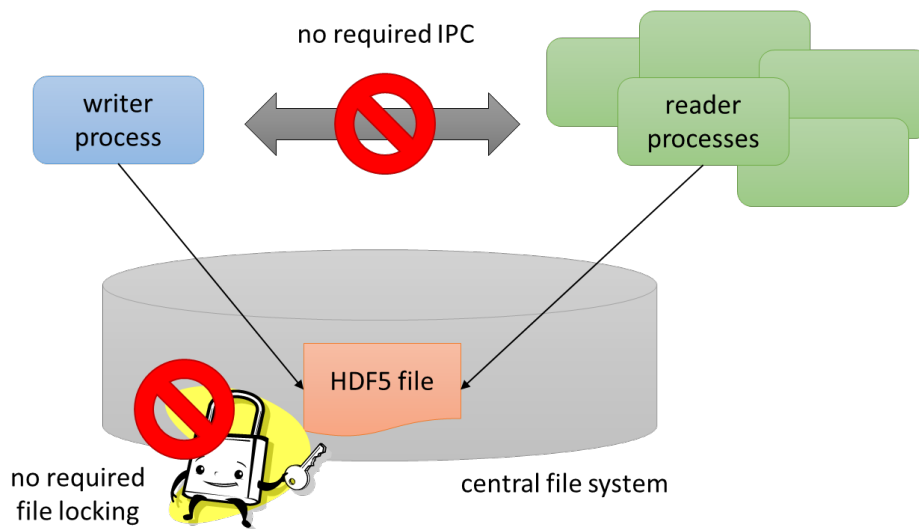 no required IPC
writer
process
reader
processes
HDF5 file
no required
file locking
central file system